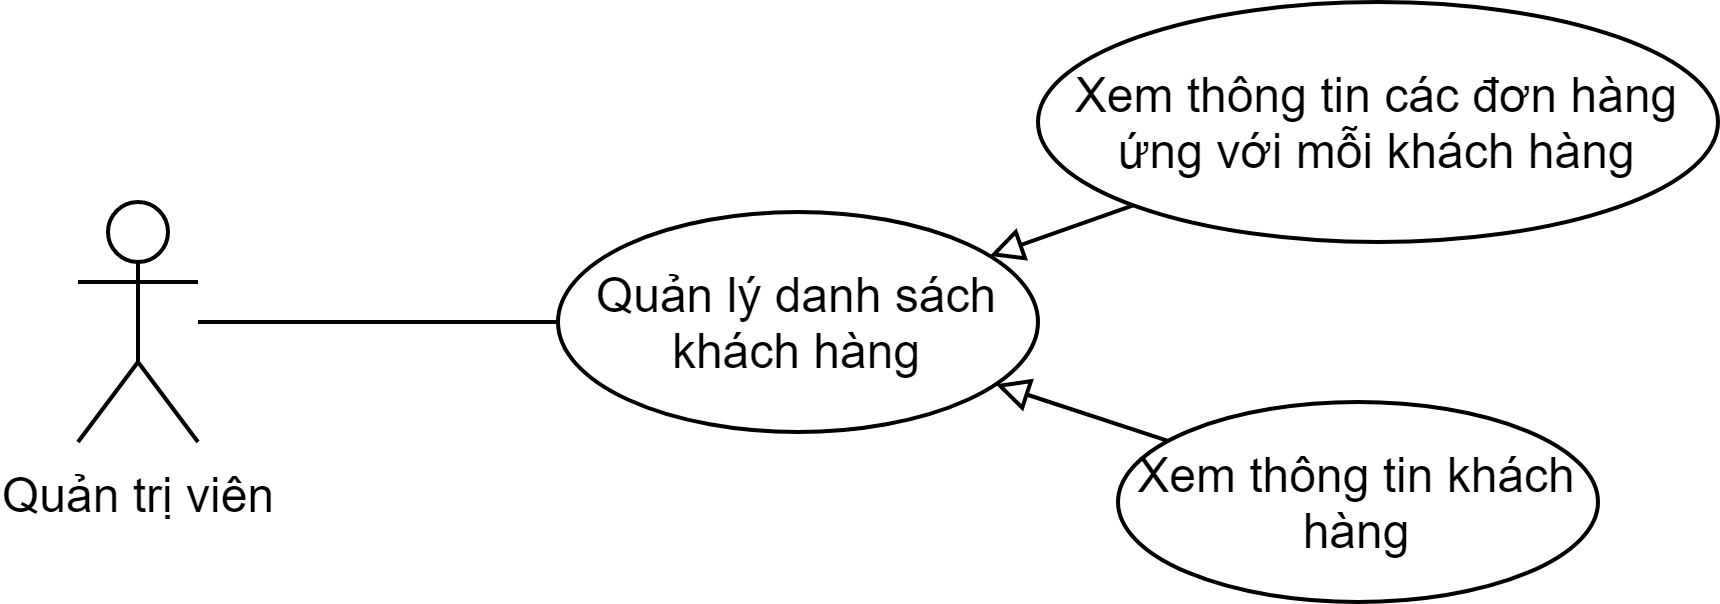 Xem thông tin các đơn hàng
ứng với mỗi khách hàng
Quản lý danh sách
khách hàng
Quản trị viên
Xem thông tin khách
hàng